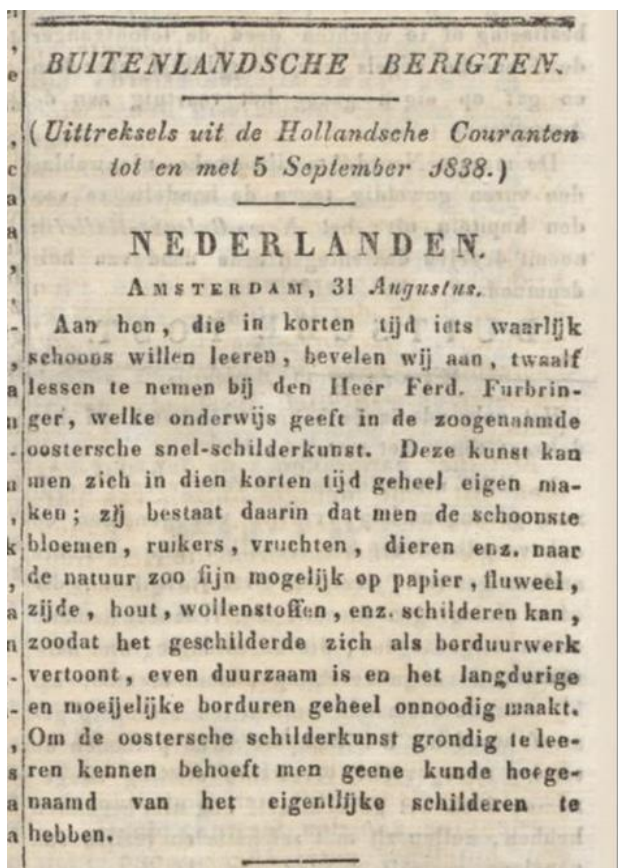 BUITENLANDSCHE BERIGTEN.
(Uittreksels uit de Hollandsche Couranten
tot en met 5 September 1838.)
NEDERLANDEN.
AMSTERDAM, 31 Augustus.
Aan hen, die in korten tijd iets waarlijk
schoons willen leeren, bevelen wij aan, twaalf
lessen te nemen bij den Heer Ferd. Furbrin-
ger, welke onderwijs geeft in de zoogenaamde
oostersche snel-schilderkunst. Deze kunst kan
men zich in dien korten tijd geheel eigen ma-
ken; zij bestaat daarin dat men de schoonste
bloemen, ruikers, vruchten, dieren enz. naar
de natuur zoo fijn mogelijk op papier, fluweel,
zijde, hout, wollenstoffen, enz. schilderen kan,
zoodat het geschilderde zich als borduurwerk
vertoont, even duurzaam is en het langdurige
en moeijelijke borduren geheel onnoodig maakt.
Om de oostersche schilderkunst grondig te lee-
ren kennen behoeft men geene kunde hoege-
naamd van het eigentlijke schilderen te
hebben.